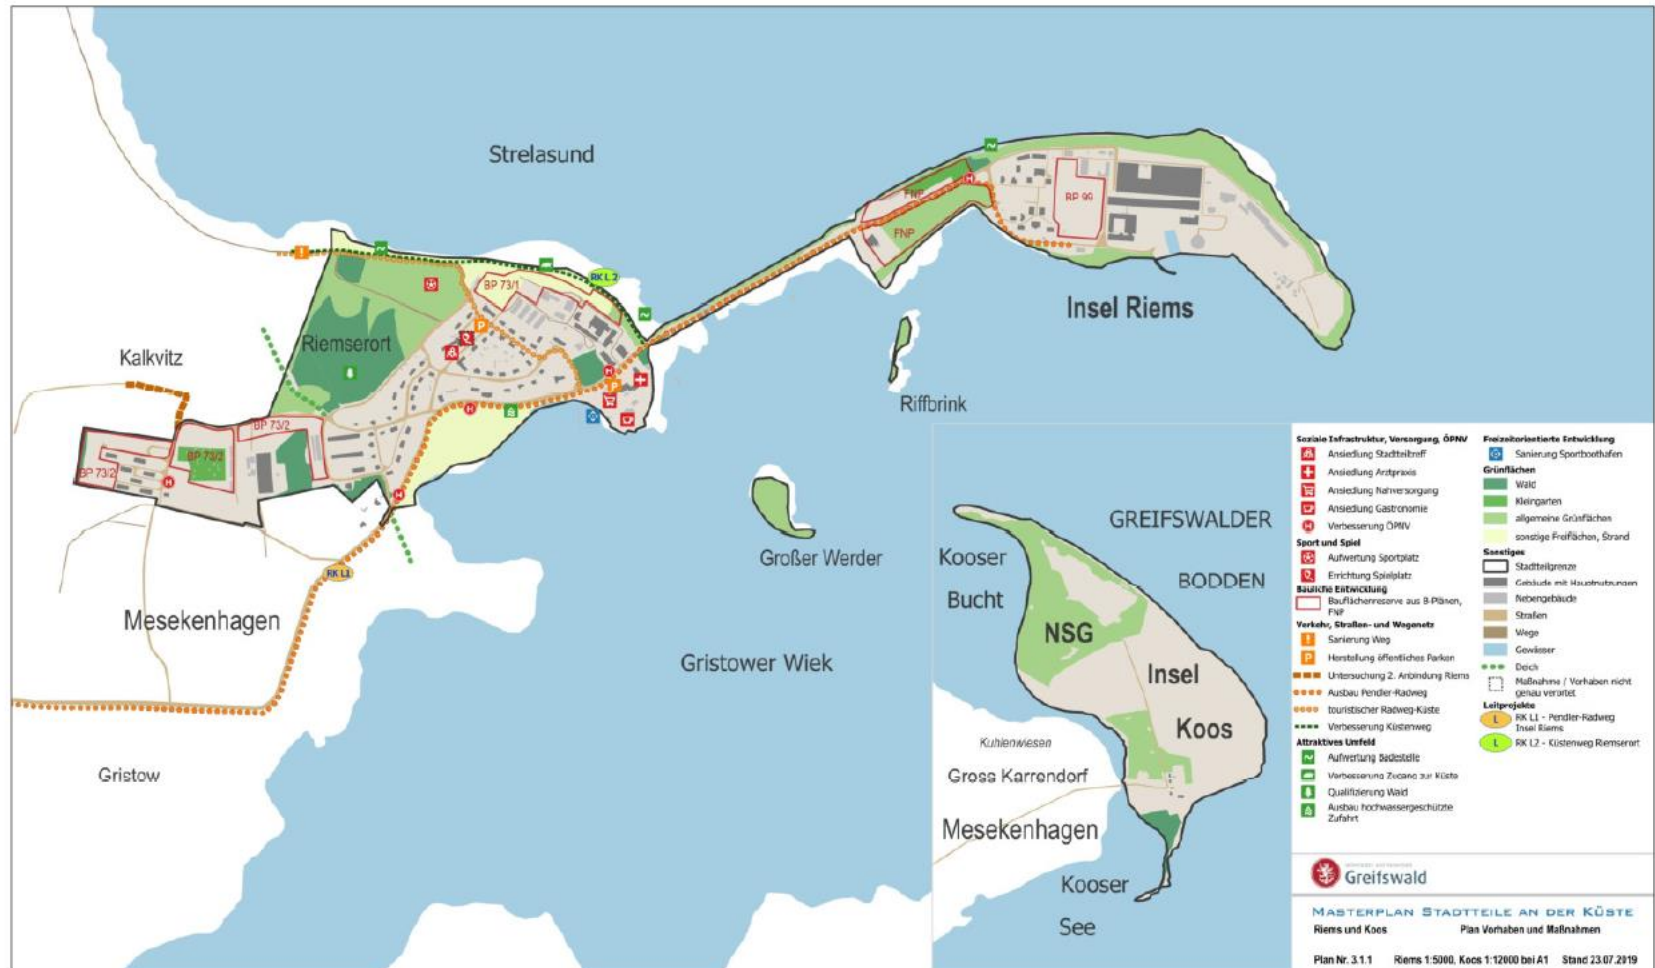 Strelasund
Kalkvitz
Riemserort
BP 73/1
RK L2
BP 73/2
BP 73/2
BP 73/2
RK L1
Mesekenhagen
Gristow
FNP
FNP
BP 99
Insel Riems
Riffbrink
Großer Werder
Gristower Wiek
GREIFSWALDER
BODDEN
Kooser
Bucht
NSG
Insel
Koos
Kuhlenwiesen
Gross Karrendorf
Mesekenhagen
Kooser
See
Soziale Infrastruktur, Versorgung, ÖPNV
Ansiedlung Stadtteiltreff
Ansiedlung Arztpraxis
Ansiedlung Nahversorgung
Ansiedlung Gastronomie
H Verbesserung ÖPNV
Sport und Spiel
Aufwertung Sportplatz
Errichtung Spielplatz
Bauliche Entwicklung
Bauflächenreserve aus B-Plänen,
FNP
Verkehr, Straßen- und Wegenetz
! Sanierung Weg
P Herstellung öffentliches Parken
Untersuchung 2. Anbindung Riems
Ausbau Pendler-Radweg
touristischer Radweg-Küste
Verbesserung Küstenweg
Attraktives Umfeld
Aufwertung Badestelle
Verbesserung Zugang zur Küste
Qualifizierung Wald
Ausbau hochwassergeschützte
Zufahrt
Freizeitorientierte Entwicklung
Sanierung Sportboothafen
Grünflächen
Wald
Kleingarten
allgemeine Grünflächen
sonstige Freiflächen, Strand
Sonstiges
Stadtteilgrenze
Gebäude mit Hauptnutzungen
Nebengebäude
Straßen
Wege
Gewässer
Deich
Maßnahme / Vorhaben nicht
genau verortet
Leitprojekte
L RK L1 - Pendler-Radweg
Insel Riems
L RK L2 - Küstenweg Riemserort
Greifswald
MASTERPLAN STADTTEILE AN DER KÜSTE
Riems und Koos Plan Vorhaben und Maßnahmen
Plan Nr. 3.1.1 Riems 1:5000, Koos 1:12000 bei A1 Stand 23.07.2019